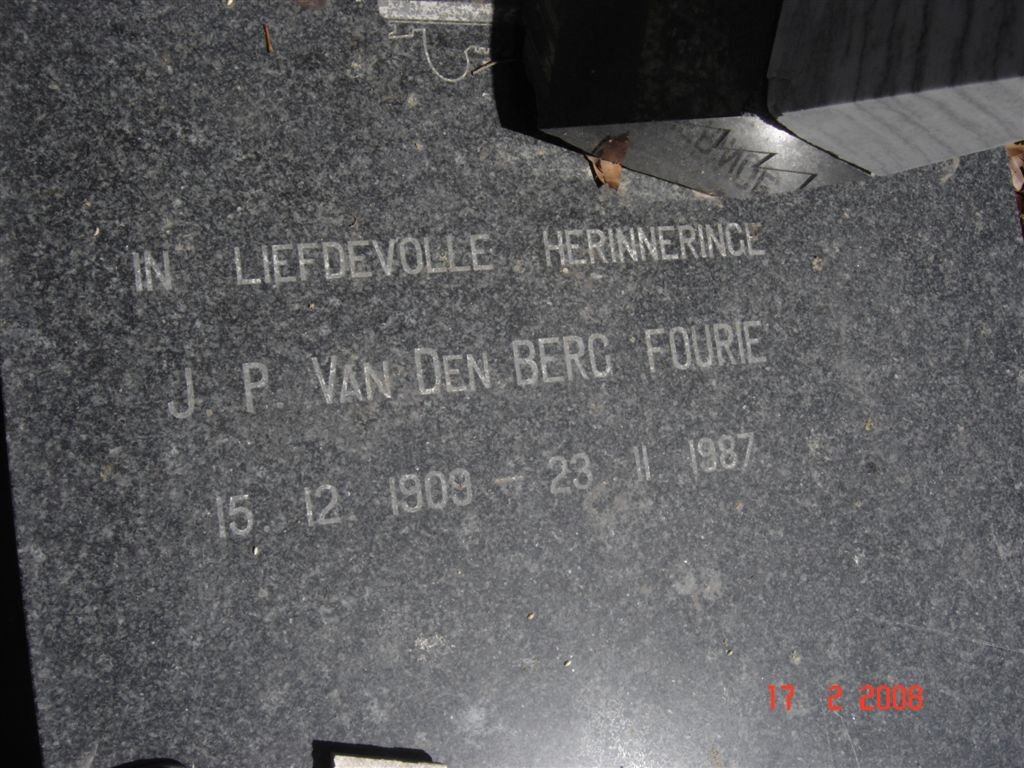 IN LIEFDEVOLLE HERINNERINGE
J. P. VAN DEN BERG FOURIE
15. 12. 1909 - 23 11 1987
17 2 2008